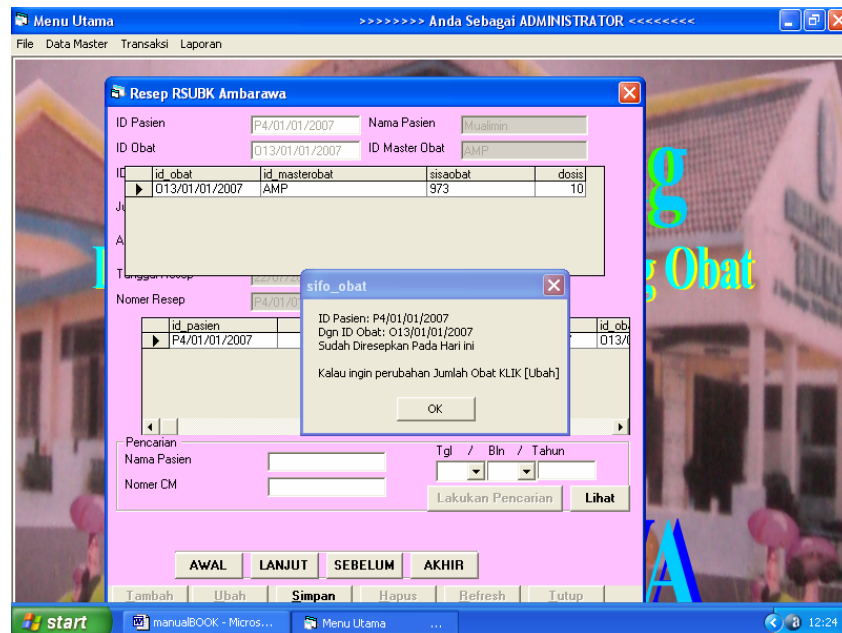 Menu Utama >>>>>>>> Anda Sebagai ADMINISTRATOR <<<<<<<<
File Data Master Transaksi Laporan
Resep RSUBK Ambarawa
ID Pasien P4/01/01/2007 Nama Pasien Mualimin
ID Obat O13/01/01/2007 ID Master Obat AMP
id_obat id_masterobat sisaobat dosis
O13/01/01/2007 AMP 973 10
g Obat
Tanggal Resep
Nomer Resep P4/01/0
sifo_obat
ID Pasien: P4/01/01/2007
Dgn ID Obat: O13/01/01/2007
Sudah Diresepkan Pada Hari ini
Kalau ingin perubahan Jumlah Obat KLIK [Ubah]
OK
id_pasien id_oba
P4/01/01/2007 O13/0
Pencarian
Nama Pasien Tgl / Bln / Tahun
Nomer CM
Lakukan Pencarian Lihat
AWAL LANJUT SEBELUM AKHIR
Tambah Ubah Simpan Hapus Refresh Tutup
start manualBOOK - Micros... Menu Utama ... 12:24